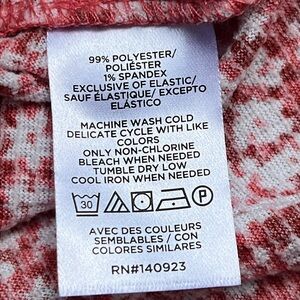 99% POLYESTER/
POLIÉSTER
1% SPANDEX
EXCLUSIVE OF ELASTIC/
SAUF ÉLASTIQUE/ EXCEPTO
ELÁSTICO
MACHINE WASH COLD
DELICATE CYCLE WITH LIKE
COLORS
ONLY NON-CHLORINE
BLEACH WHEN NEEDED
TUMBLE DRY LOW
COOL IRON WHEN NEEDED
30 P
AVEC DES COULEURS
SEMBLABLES / CON
COLORES SIMILARES
RN#140923